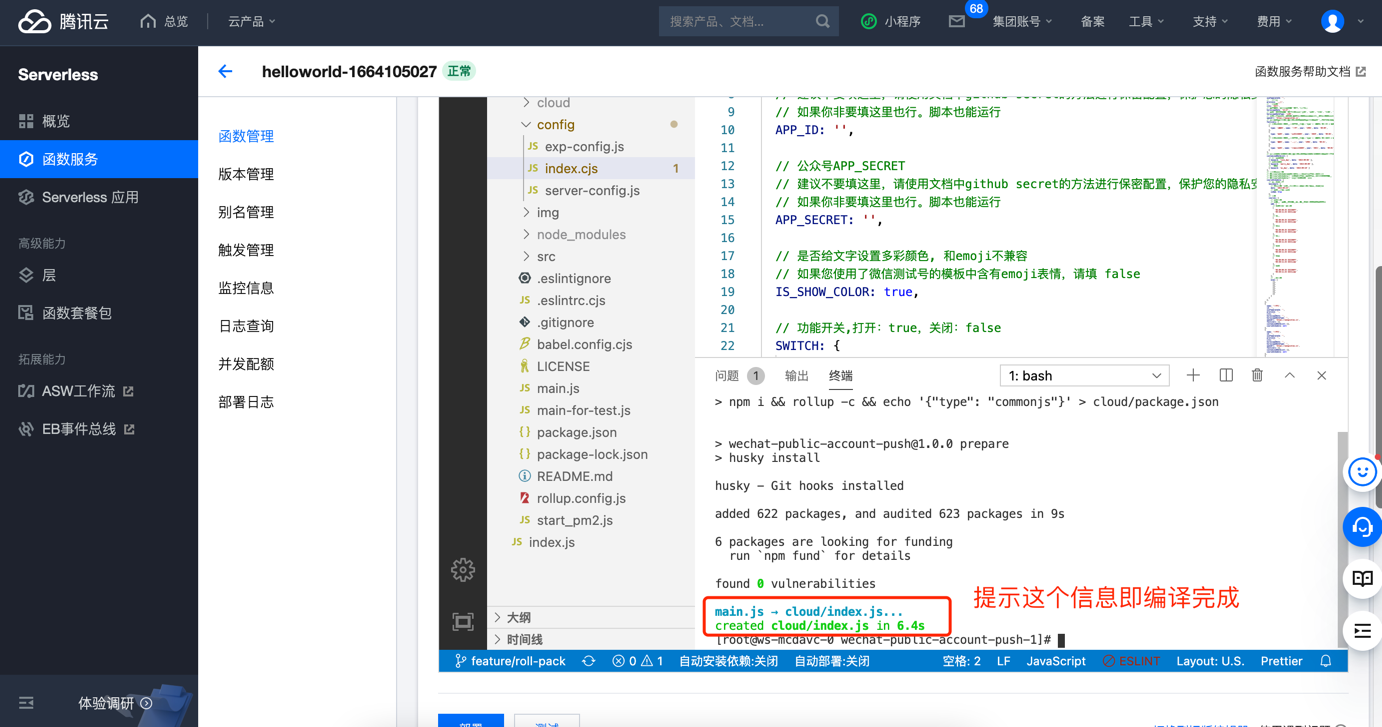 腾讯云
总览
云产品
搜索产品、文档...
小程序
68
集团账号
备案
工具
支持
费用
Serverless
helloworld-1664105027
正常
函数服务帮助文档
概览
函数服务
Serverless 应用
高级能力
层
函数套餐包
拓展能力
ASW工作流
EB事件总线
体验调研
函数管理
版本管理
别名管理
触发管理
监控信息
日志查询
并发配额
部署日志
cloud
config
exp-config.js
index.cjs
1
server-config.js
img
node_modules
src
.eslintignore
.eslintrc.cjs
.gitignore
babel.config.cjs
LICENSE
main.js
main-for-test.js
package.json
package-lock.json
README.md
rollup.config.js
start_pm2.js
index.js
大纲
时间线
9 // 如果你非要填这里也行。脚本也能运行
10 APP_ID: '',
11
12 // 公众号APP_SECRET
13 // 建议不要填这里，请使用文档中github secret的方法进行保密配置，保护您的隐私
14 // 如果你非要填这里也行。脚本也能运行
15 APP_SECRET: '',
16
17 // 是否给文字设置多彩颜色, 和emoji不兼容
18 // 如果您使用了微信测试号的模板中含有emoji表情，请填 false
19 IS_SHOW_COLOR: true,
20
21 // 功能开关,打开：true，关闭：false
22 SWITCH: {
问题 1 输出 终端
1: bash
> npm i && rollup -c && echo '{"type": "commonjs"}' > cloud/package.json
> wechat-public-account-push@1.0.0 prepare
> husky install
husky - Git hooks installed
added 622 packages, and audited 623 packages in 9s
6 packages are looking for funding
run `npm fund` for details
found 0 vulnerabilities
main.js → cloud/index.js...
created cloud/index.js in 6.4s
[root@ws-mcdavc-0 wechat-public-account-push-1]#
提示这个信息即编译完成
feature/roll-pack 0 1 自动安装依赖:关闭 自动部署:关闭 空格: 2 LF JavaScript ESLINT Layout: U.S. Prettier